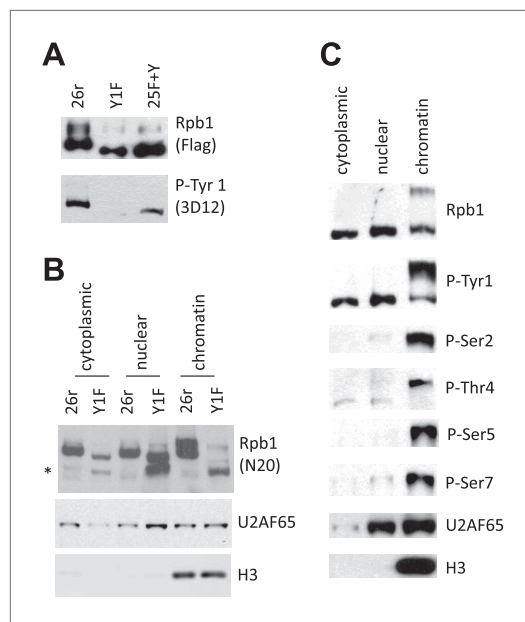 A
26r
Y1F
25F+Y
Rpb1
(Flag)
P-Tyr 1
(3D12)
B
cytoplasmic
nuclear
chromatin
26r
Y1F
26r
Y1F
26r
Y1F
Rpb1
(N20)
*
U2AF65
H3
C
cytoplasmic
nuclear
chromatin
Rpb1
P-Tyr1
P-Ser2
P-Thr4
P-Ser5
P-Ser7
U2AF65
H3